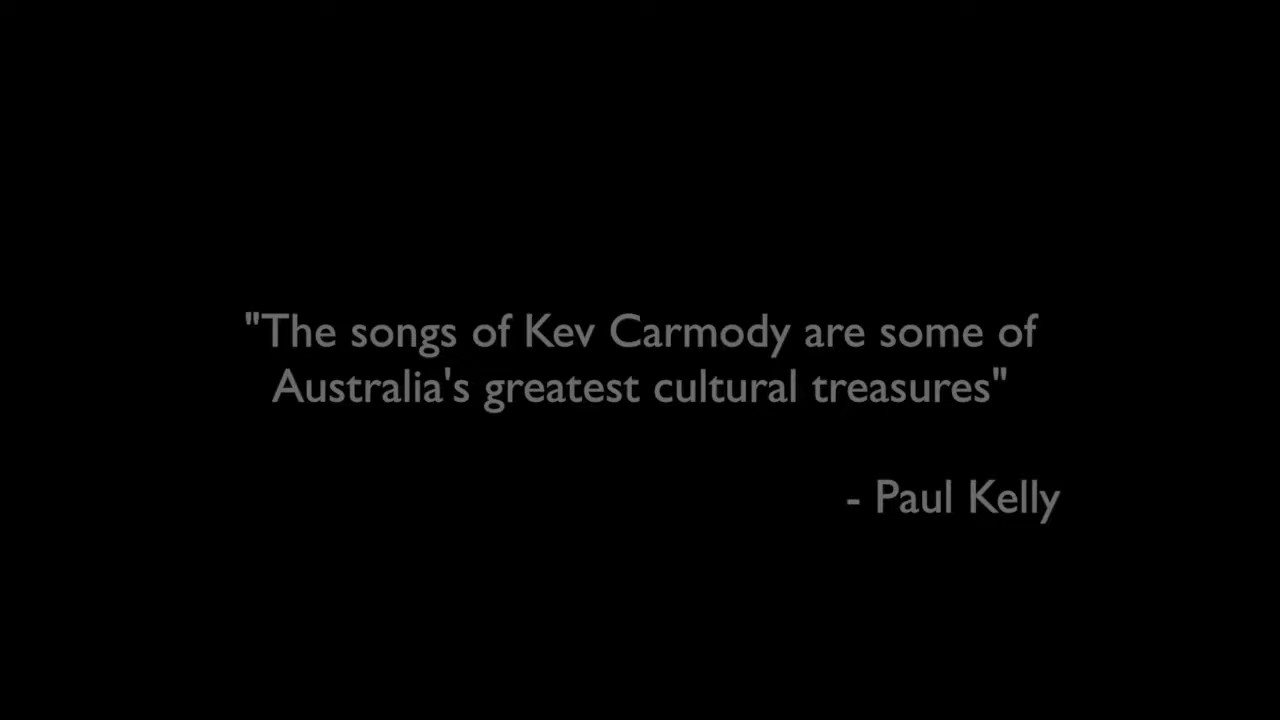 "The songs of Kev Carmody are some of
Australia's greatest cultural treasures"
- Paul Kelly